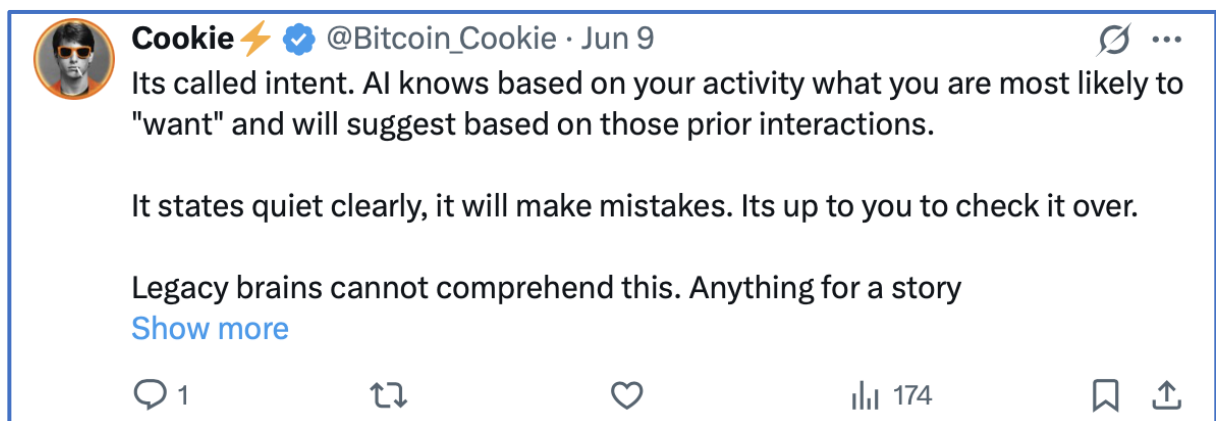 Cookie⚡ @Bitcoin_Cookie · Jun 9
Its called intent. AI knows based on your activity what you are most likely to
"want" and will suggest based on those prior interactions.
It states quiet clearly, it will make mistakes. Its up to you to check it over.
Legacy brains cannot comprehend this. Anything for a story
Show more
1 174